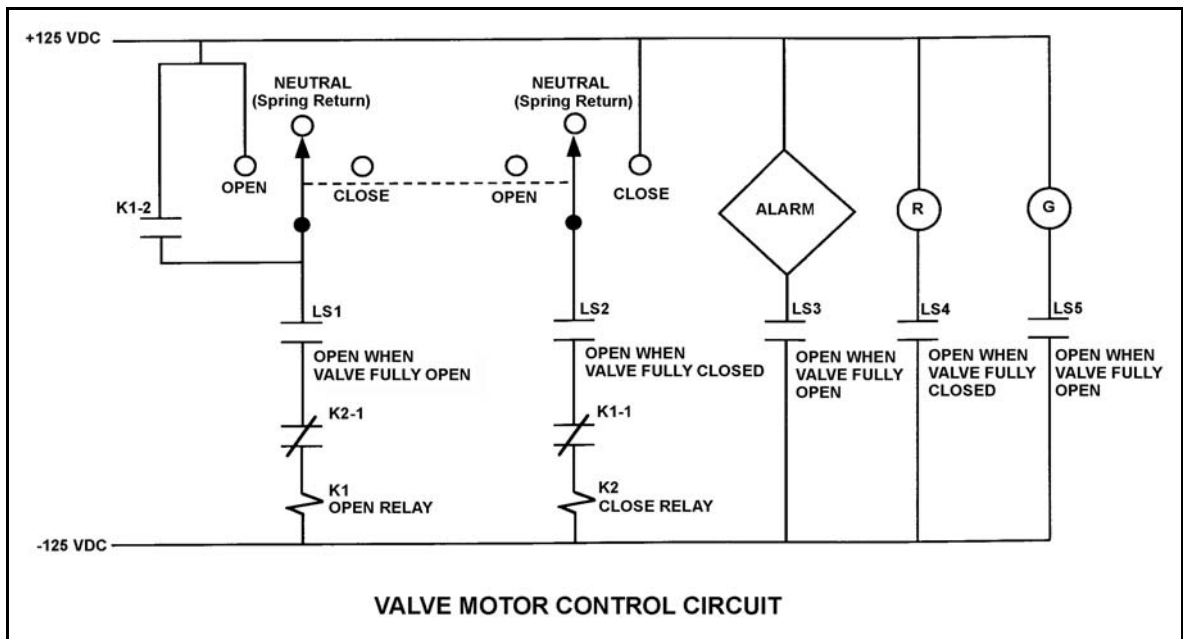 +125 VDC
NEUTRAL
(Spring Return)
NEUTRAL
(Spring Return)
OPEN
CLOSE
OPEN
CLOSE
K1-2
ALARM
R
G
LS1
OPEN WHEN
VALVE FULLY OPEN
LS2
OPEN WHEN
VALVE FULLY CLOSED
LS3
OPEN WHEN
VALVE FULLY
OPEN
LS4
OPEN WHEN
VALVE FULLY
CLOSED
LS5
OPEN WHEN
VALVE FULLY
OPEN
K2-1
K1-1
K1
OPEN RELAY
K2
CLOSE RELAY
-125 VDC
VALVE MOTOR CONTROL CIRCUIT